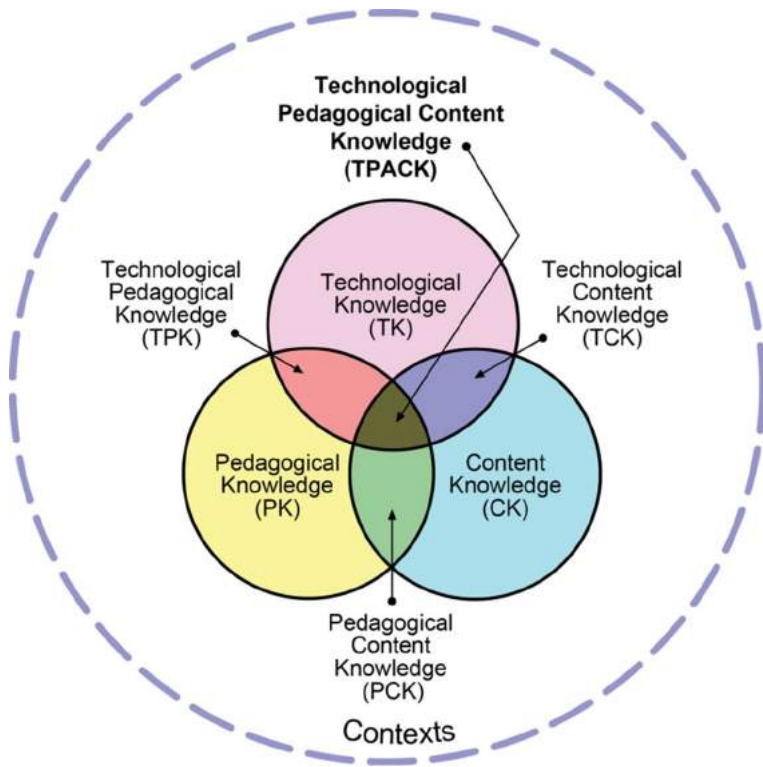 Technological
Pedagogical Content
Knowledge
(TPACK)
Technological
Pedagogical
Knowledge
(TPK)
Technological
Knowledge
(TK)
Technological
Content
Knowledge
(TCK)
Pedagogical
Knowledge
(PK)
Content
Knowledge
(CK)
Pedagogical
Content
Knowledge
(PCK)
Contexts